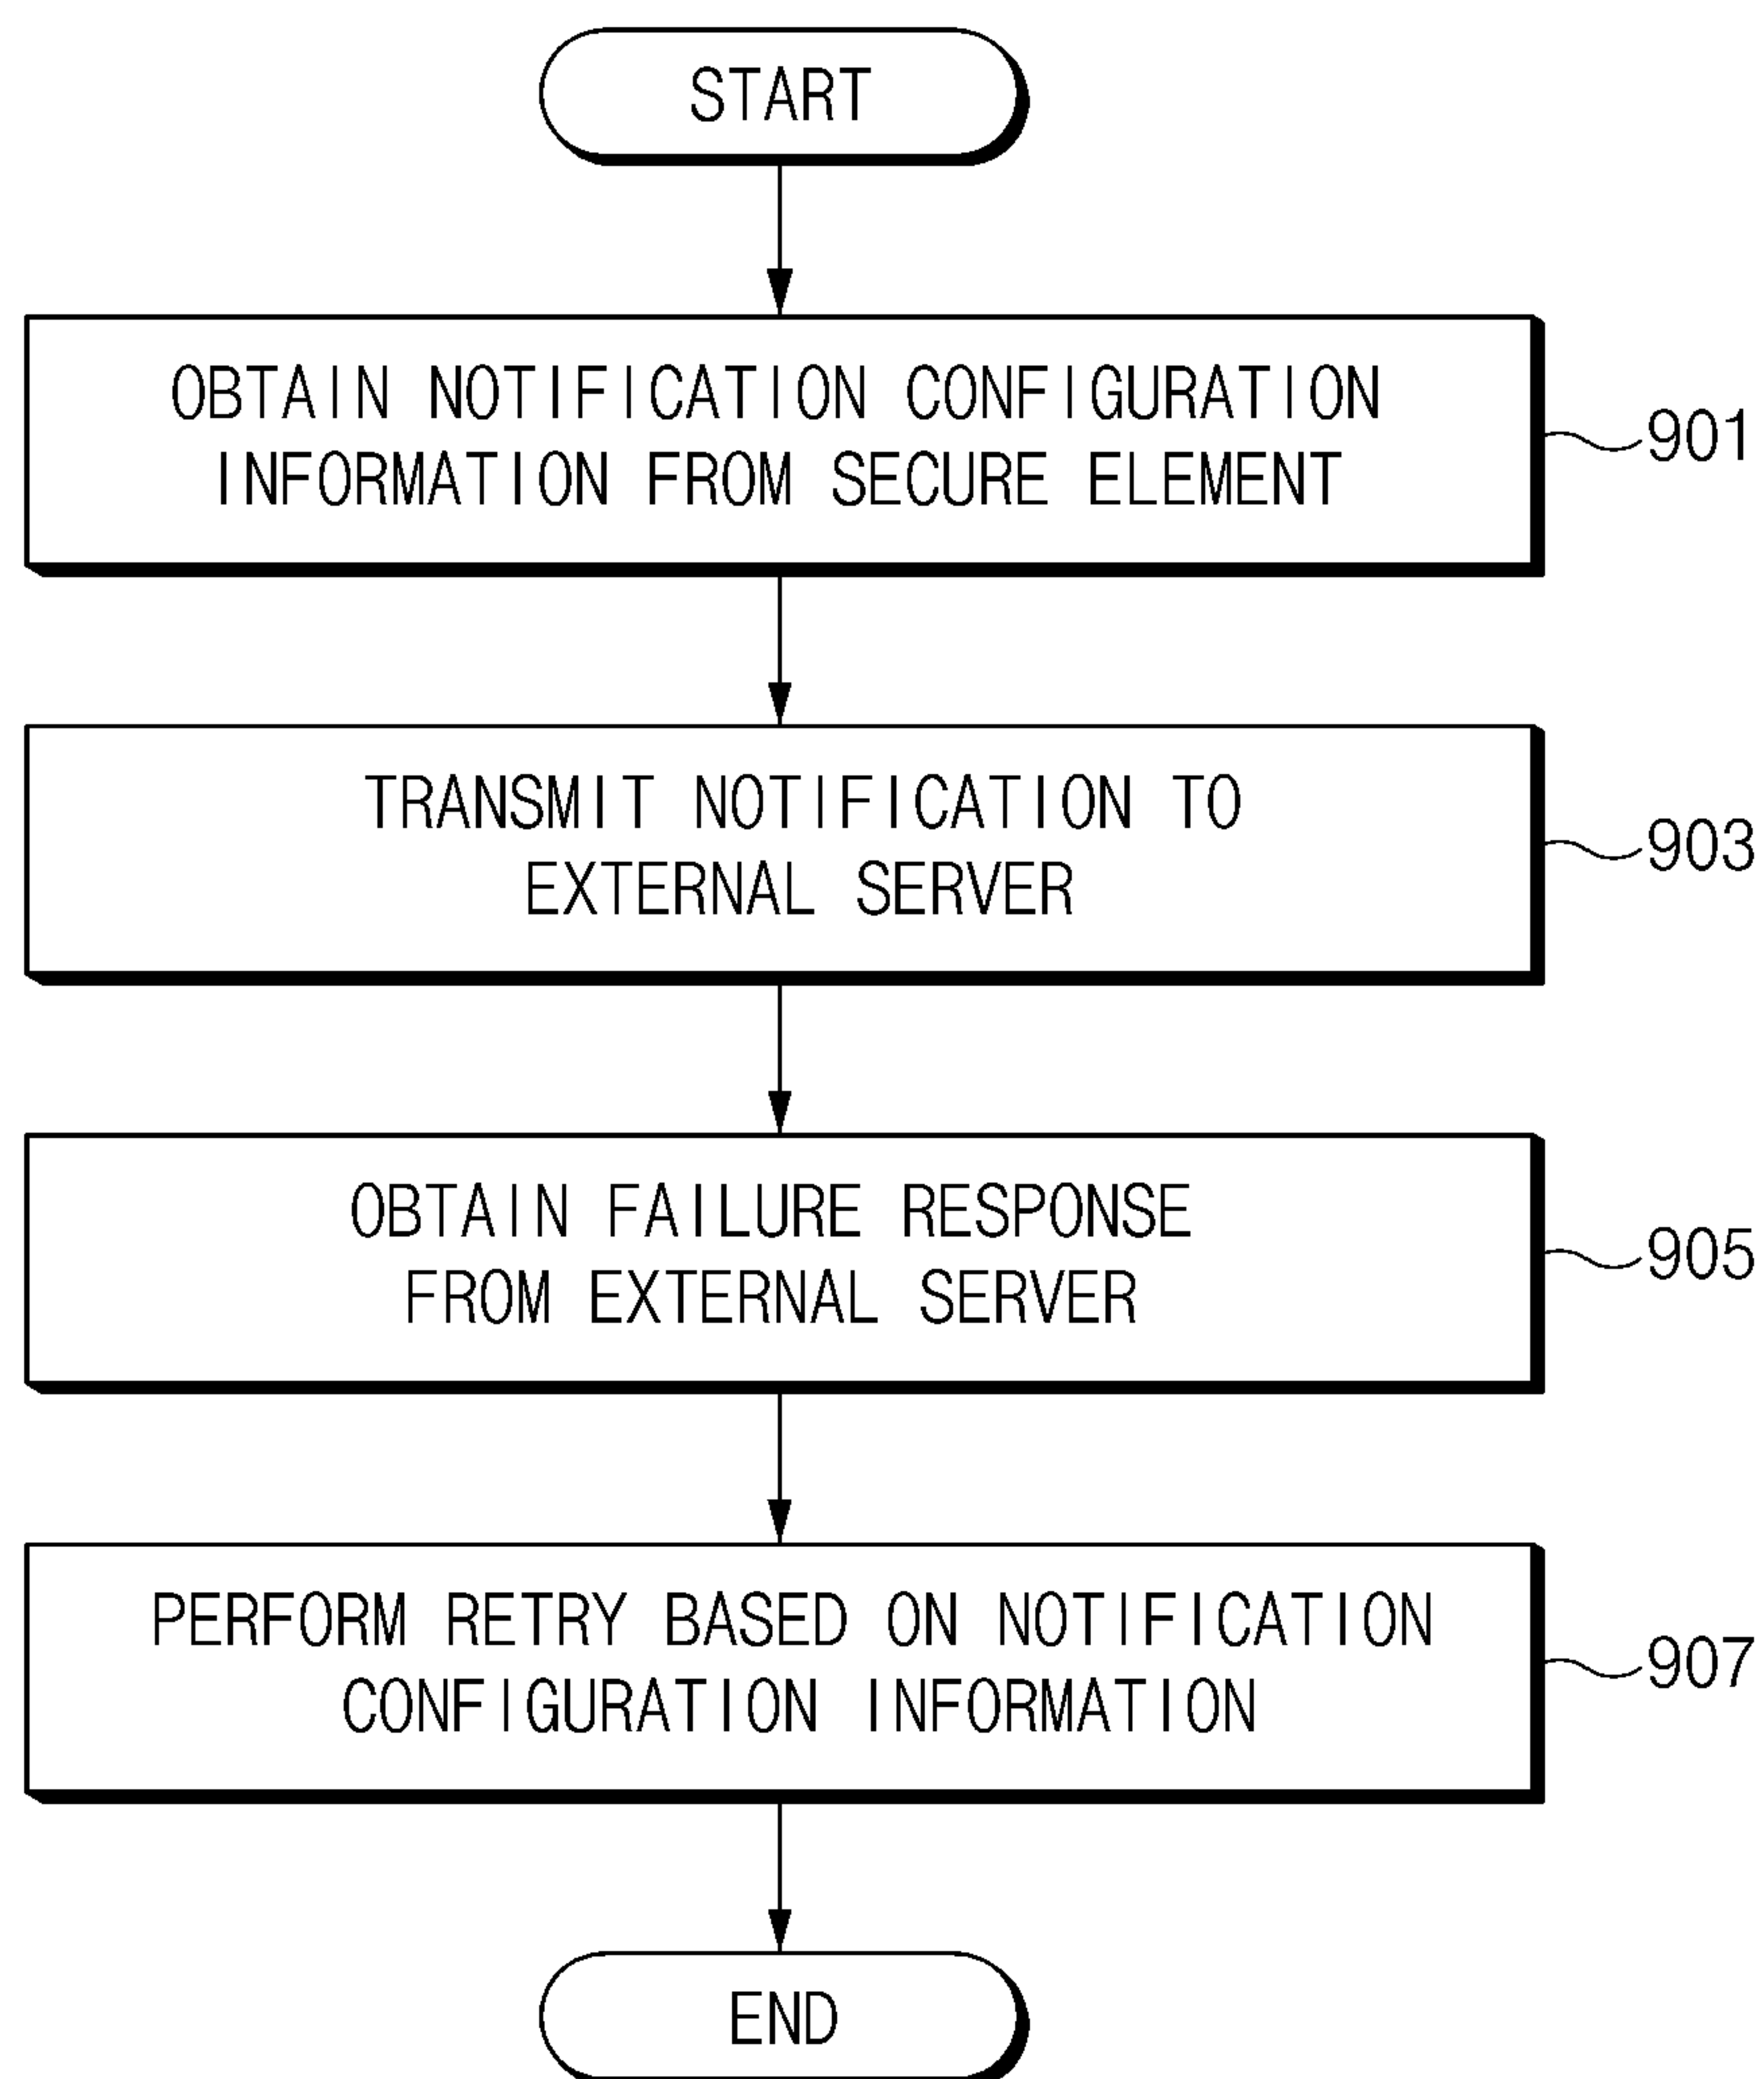 START
OBTAIN NOTIFICATION CONFIGURATION
INFORMATION FROM SECURE ELEMENT
901
TRANSMIT NOTIFICATION TO
EXTERNAL SERVER
903
OBTAIN FAILURE RESPONSE
FROM EXTERNAL SERVER
905
PERFORM RETRY BASED ON NOTIFICATION
CONFIGURATION INFORMATION
907
END